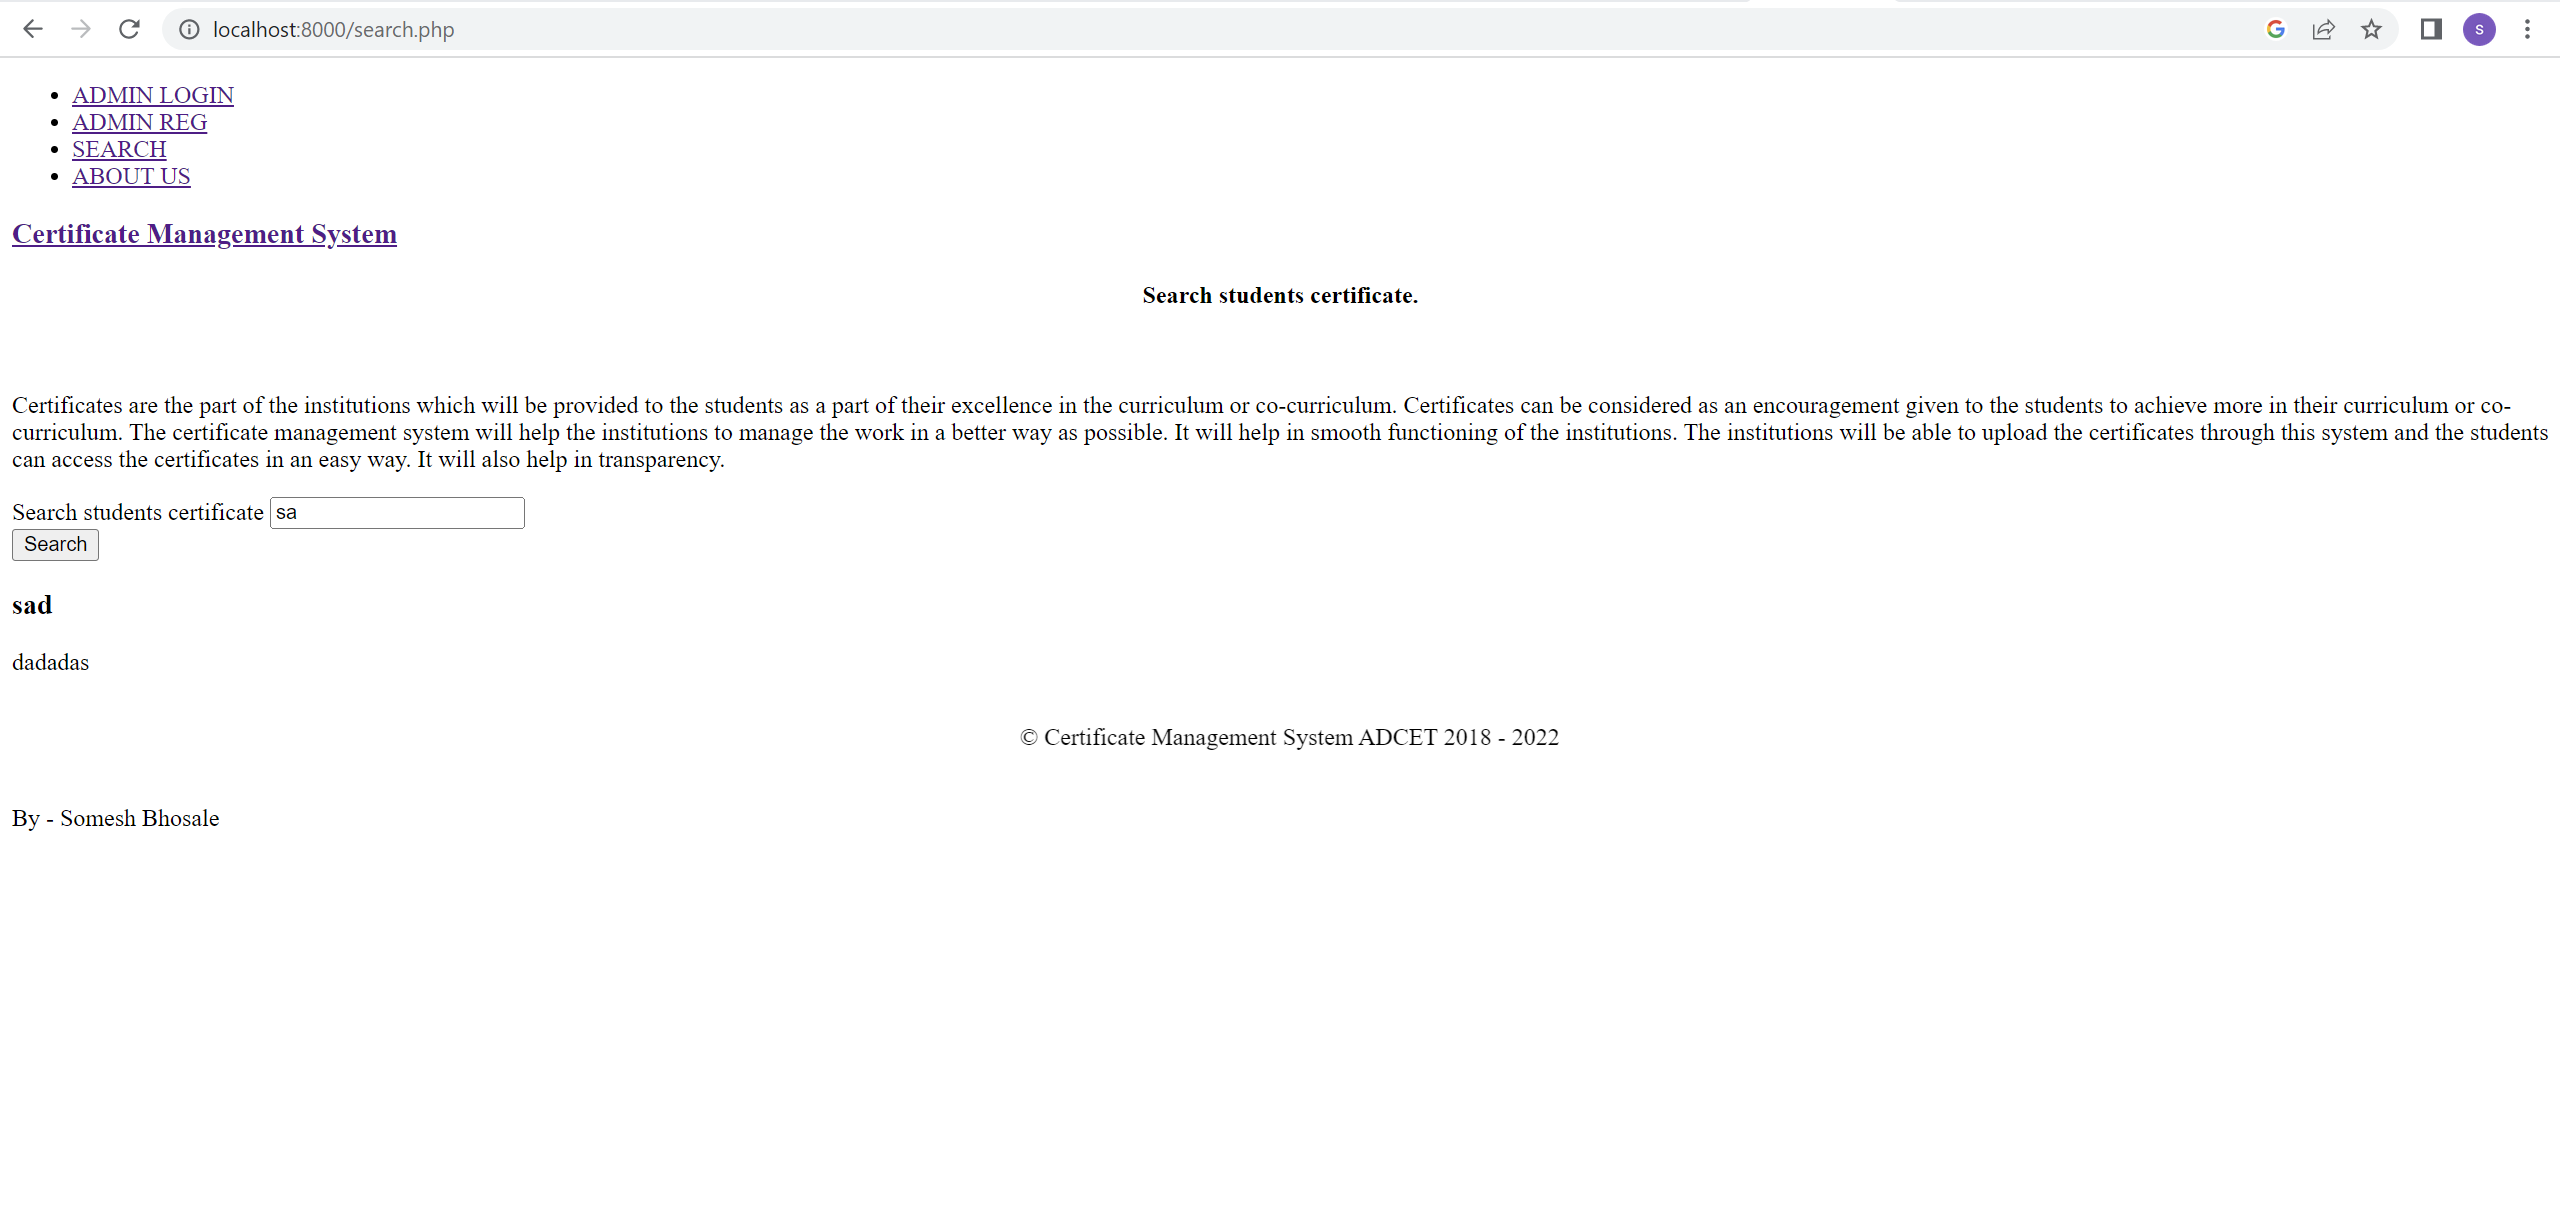 localhost:8000/search.php
s
ADMIN LOGIN
ADMIN REG
SEARCH
ABOUT US
Certificate Management System
Search students certificate.
Certificates are the part of the institutions which will be provided to the students as a part of their excellence in the curriculum or co-curriculum. Certificates can be considered as an encouragement given to the students to achieve more in their curriculum or co-
curriculum. The certificate management system will help the institutions to manage the work in a better way as possible. It will help in smooth functioning of the institutions. The institutions will be able to upload the certificates through this system and the students
can access the certificates in an easy way. It will also help in transparency.
Search students certificate sa
Search
sad
dadadas
© Certificate Management System ADCET 2018 - 2022
By - Somesh Bhosale